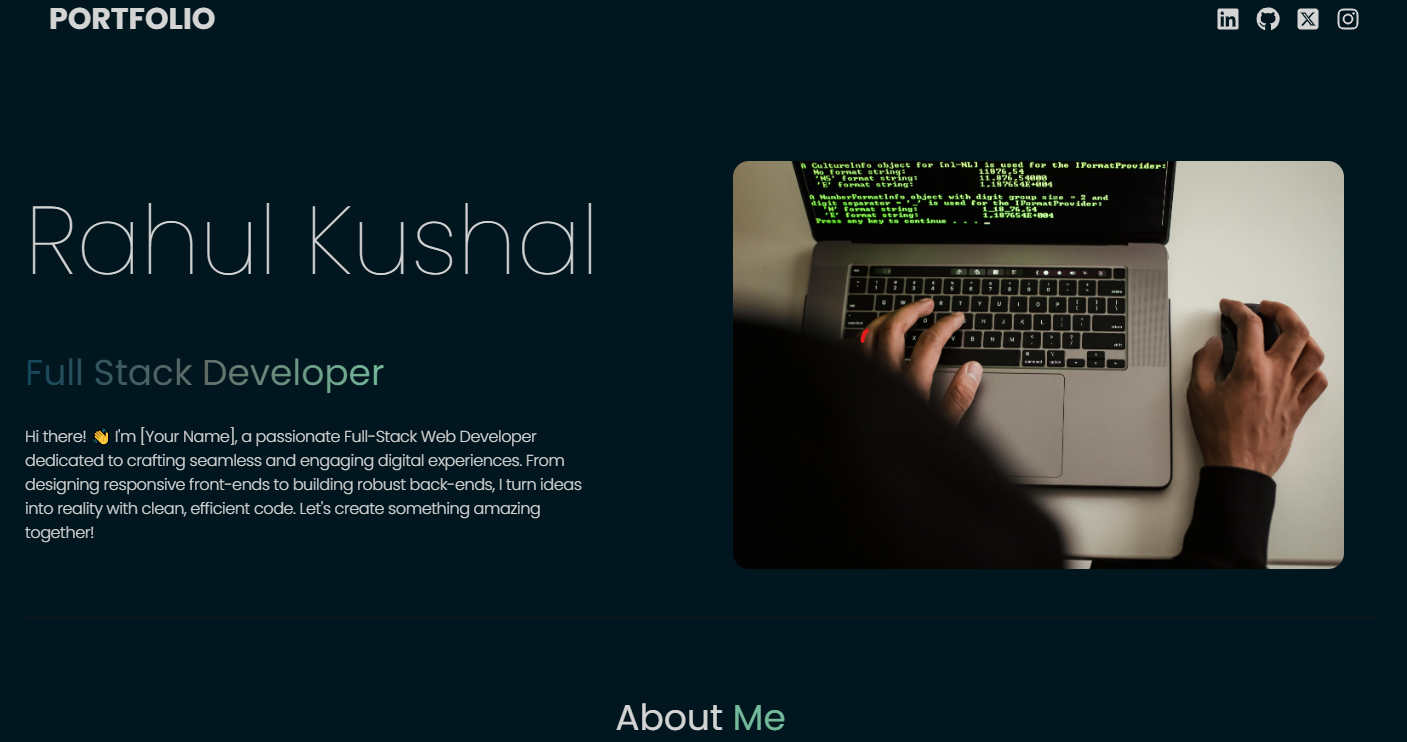 PORTFOLIO
Rahul Kushal
Full Stack Developer
Hi there! 👋 I'm [Your Name], a passionate Full-Stack Web Developer
dedicated to crafting seamless and engaging digital experiences. From
designing responsive front-ends to building robust back-ends, I turn ideas
into reality with clean, efficient code. Let's create something amazing
together!
A CultureInfo object for [nl-NL] is used for the IFormatProvider:
No format string: 11876,54
'N5' format string: 11.876,54000
'E' format string: 1,187654E+004
A NumberFormatInfo object with digit group size = 2 and
digit separator = '_' is used for the IFormatProvider:
'N' format string: 1_18_76.54
'E' format string: 1.187654E+004
Press any key to continue . . . _
About Me